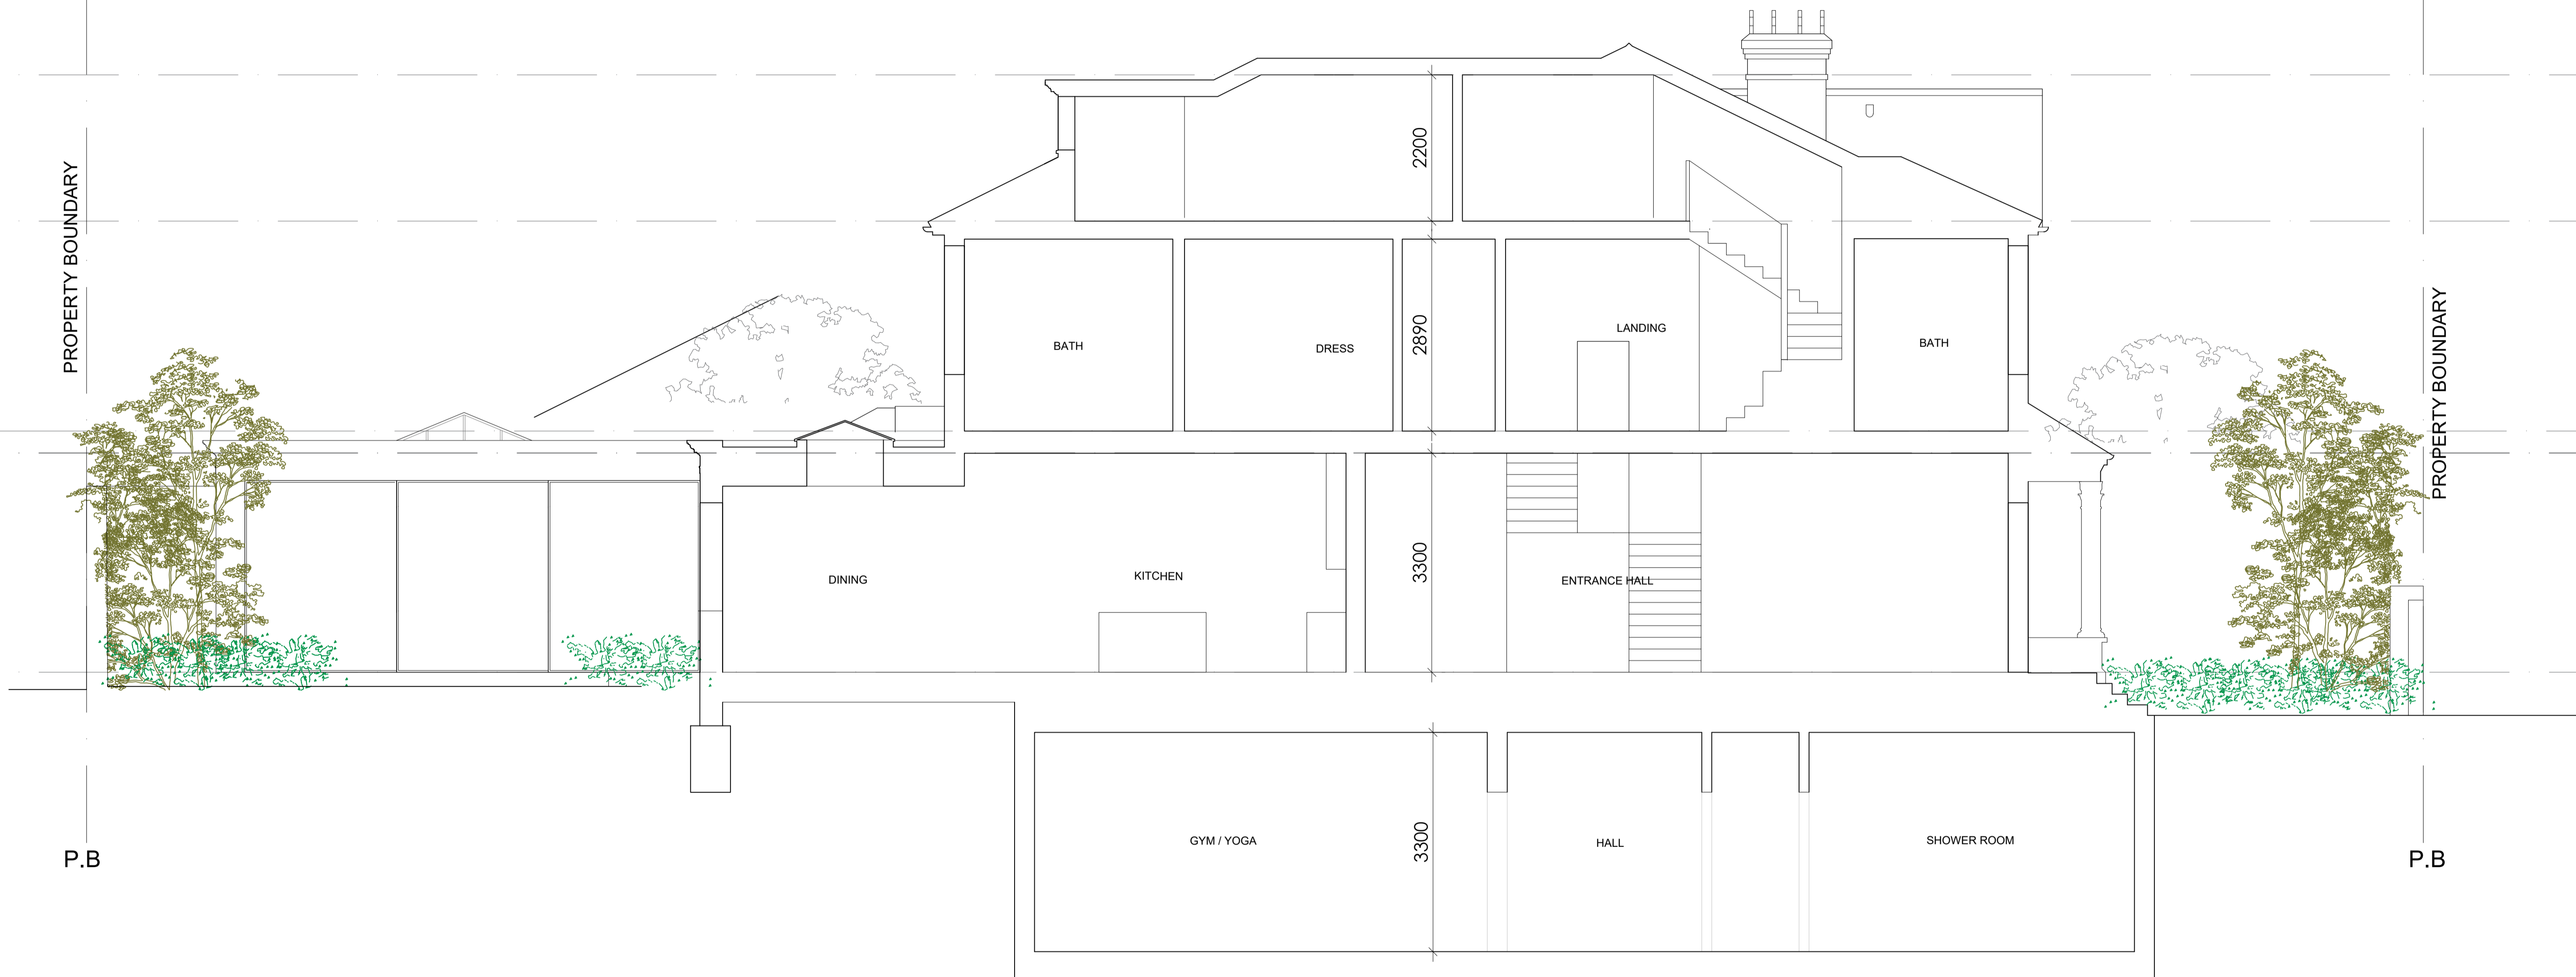 2200
PROPERTY BOUNDARY
PROPERTY BOUNDARY
BATH
DRESS
2890
LANDING
BATH
DINING
KITCHEN
3300
ENTRANCE HALL
GYM / YOGA
3300
HALL
SHOWER ROOM
P.B
P.B